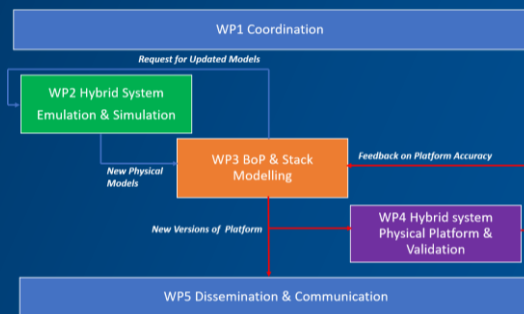 WP1 Coordination
Request for Updated Models
WP2 Hybrid System
Emulation & Simulation
New Physical
Models
WP3 BoP & Stack
Modelling
Feedback on Platform Accuracy
New Versions of Platform
WP4 Hybrid system
Physical Platform &
Validation
WP5 Dissemination & Communication